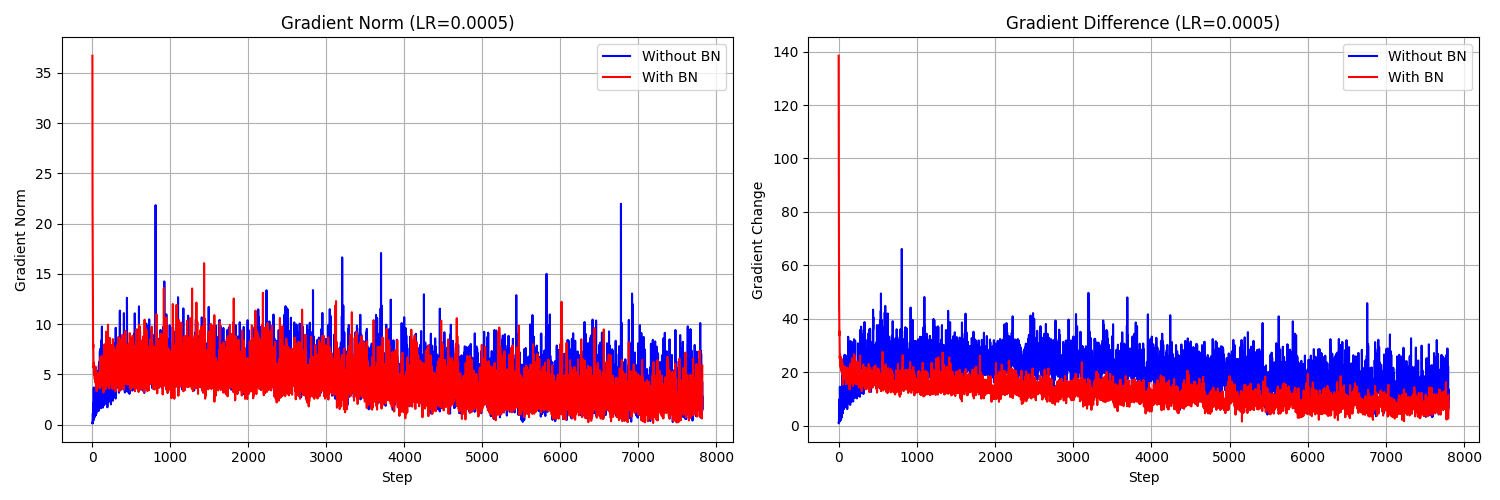 Gradient Norm (LR=0.0005)
Gradient Norm
35
30
25
20
15
10
5
0
Without BN
With BN
0 1000 2000 3000 4000 5000 6000 7000 8000
Step
Gradient Difference (LR=0.0005)
Gradient Change
140
120
100
80
60
40
20
0
Without BN
With BN
0 1000 2000 3000 4000 5000 6000 7000 8000
Step